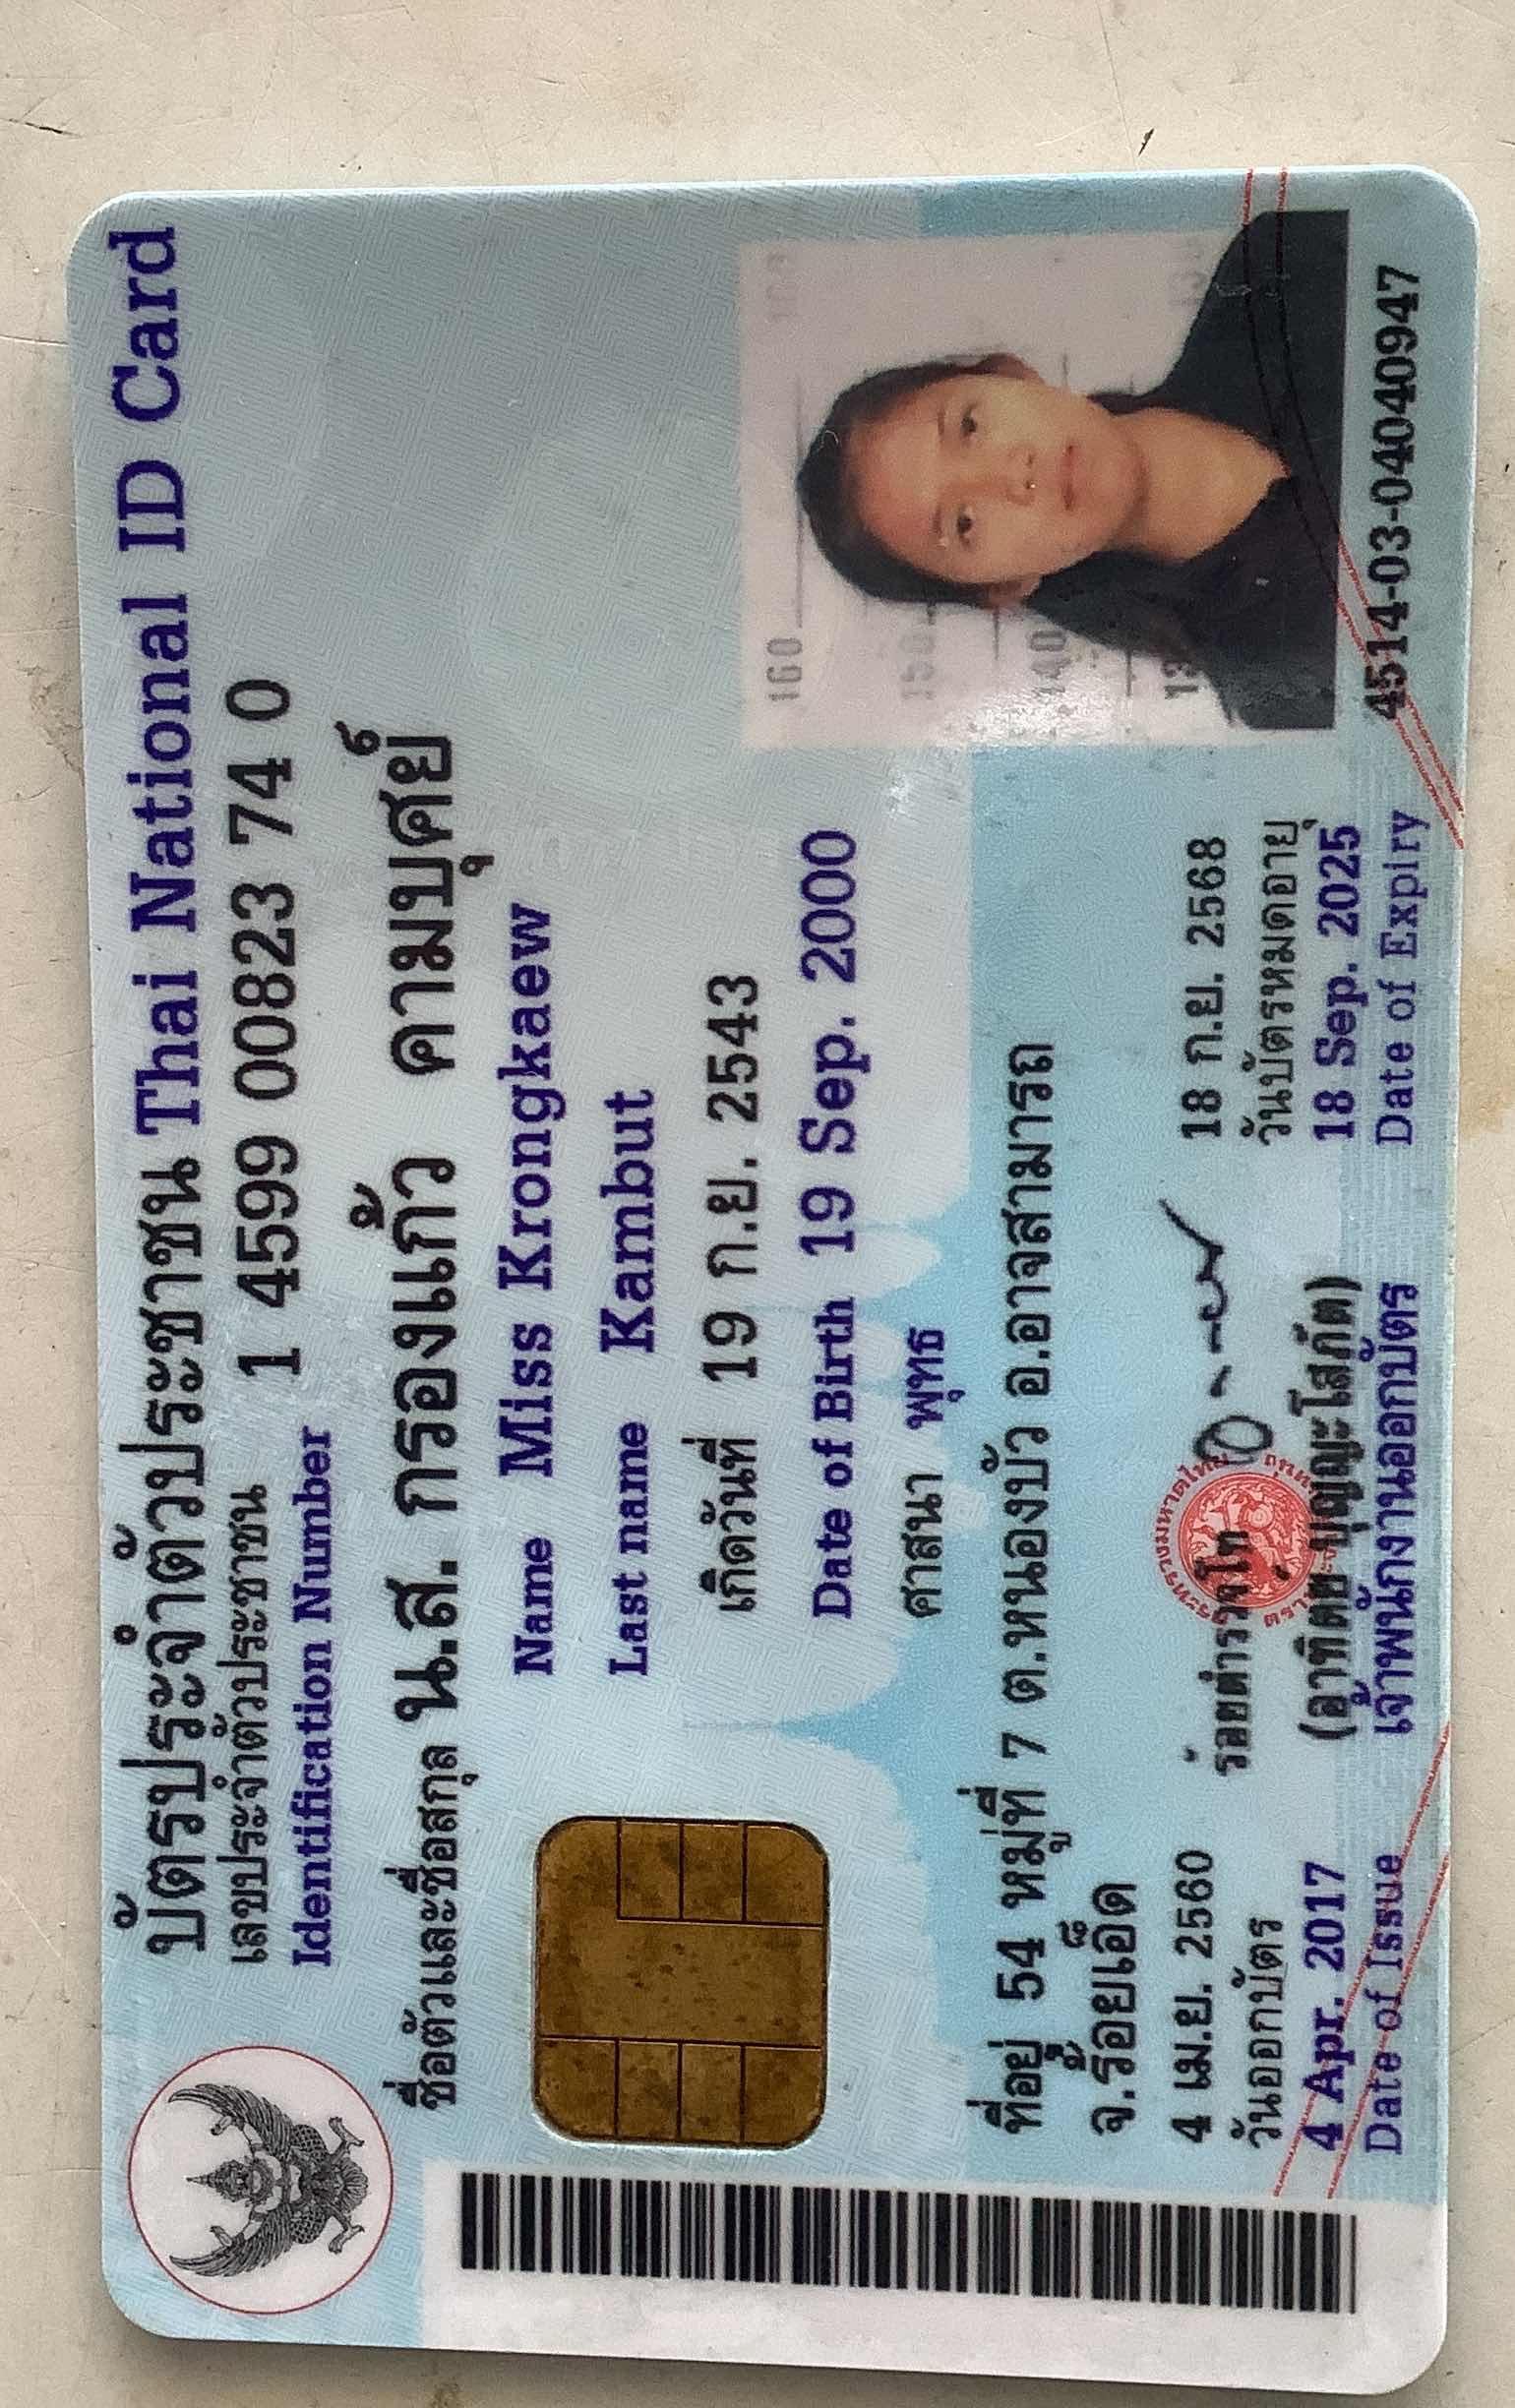 บัตรประจำตัวประชาชน Thai National ID Card
เลขประจำตัวประชาชน 1 4599 00823 74 0
Identification Number
ชื่อตัวและชื่อสกุล น.ส. กรองแก้ว คามบุศย์
Name Miss Krongkaew
Last name Kambut
เกิดวันที่ 19 ก.ย. 2543
Date of Birth 19 Sep. 2000
ศาสนา พุทธ
ที่อยู่ 54 หมู่ที่ 7 ต.หนองบัว อ.อาจสามารถ
จ.ร้อยเอ็ด
4 เม.ย. 2560
วันออกบัตร
4 Apr. 2017
Date of Issue
ร้อยตำรวจโท
(อาทิตย์ บุญญะโสภัต)
เจ้าพนักงานออกบัตร
18 ก.ย. 2568
วันบัตรหมดอายุ
18 Sep. 2025
Date of Expiry
160 160
150
140
13 130
4514-03-04040947